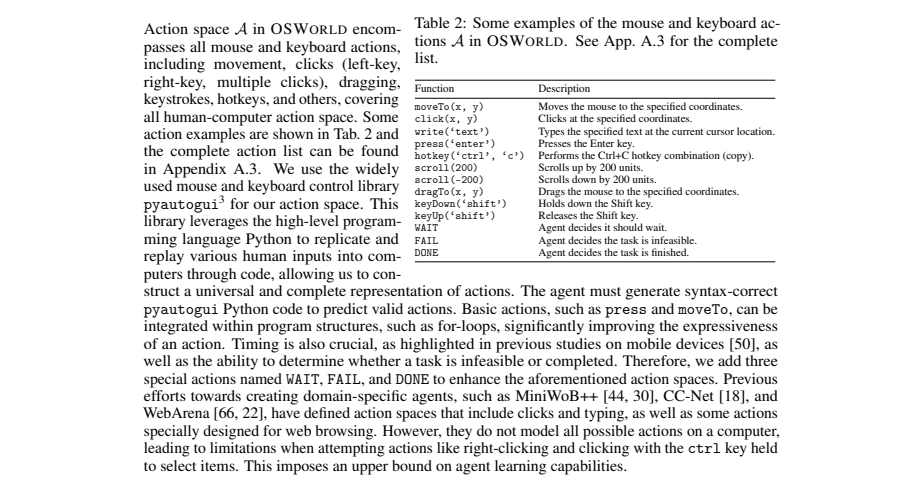 Action space A in OSWORLD encom-
passes all mouse and keyboard actions,
including movement, clicks (left-key,
right-key, multiple clicks), dragging,
keystrokes, hotkeys, and others, covering
all human-computer action space. Some
action examples are shown in Tab. 2 and
the complete action list can be found
in Appendix A.3. We use the widely
used mouse and keyboard control library
pyautogui³ for our action space. This
library leverages the high-level program-
ming language Python to replicate and
replay various human inputs into com-
puters through code, allowing us to con-
Table 2: Some examples of the mouse and keyboard ac-
tions A in OSWORLD. See App. A.3 for the complete
list.
Function Description
moveTo(x, y) Moves the mouse to the specified coordinates.
click(x, y) Clicks at the specified coordinates.
write('text') Types the specified text at the current cursor location.
press('enter') Presses the Enter key.
hotkey('ctrl', 'c') Performs the Ctrl+C hotkey combination (copy).
scroll(200) Scrolls up by 200 units.
scroll(-200) Scrolls down by 200 units.
dragTo(x, y) Drags the mouse to the specified coordinates.
keyDown('shift') Holds down the Shift key.
keyUp('shift') Releases the Shift key.
WAIT Agent decides it should wait.
FAIL Agent decides the task is infeasible.
DONE Agent decides the task is finished.
struct a universal and complete representation of actions. The agent must generate syntax-correct
pyautogui Python code to predict valid actions. Basic actions, such as press and moveTo, can be
integrated within program structures, such as for-loops, significantly improving the expressiveness
of an action. Timing is also crucial, as highlighted in previous studies on mobile devices [50], as
well as the ability to determine whether a task is infeasible or completed. Therefore, we add three
special actions named WAIT, FAIL, and DONE to enhance the aforementioned action spaces. Previous
efforts towards creating domain-specific agents, such as MiniWoB++ [44, 30], CC-Net [18], and
WebArena [66, 22], have defined action spaces that include clicks and typing, as well as some actions
specially designed for web browsing. However, they do not model all possible actions on a computer,
leading to limitations when attempting actions like right-clicking and clicking with the ctrl key held
to select items. This imposes an upper bound on agent learning capabilities.